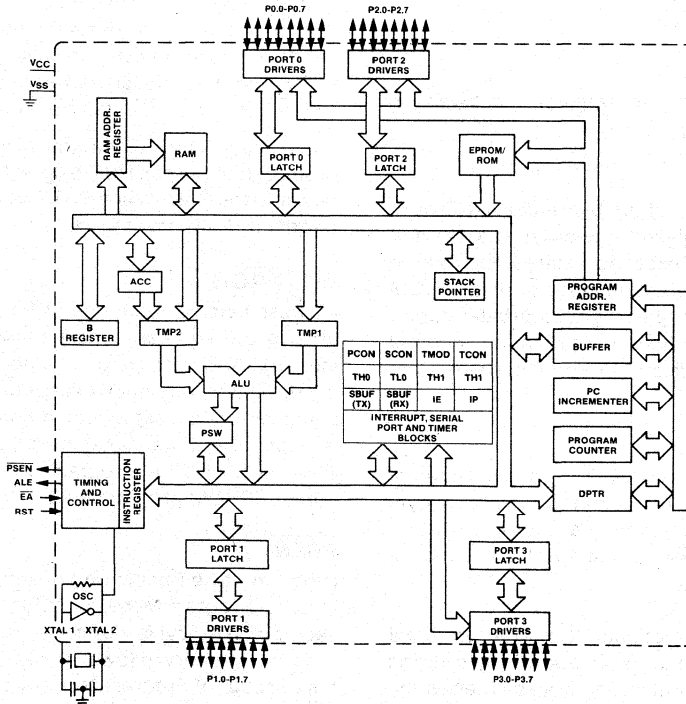 P0.0-P0.7
P2.0-P2.7
VCC
VSS
PORT 0
DRIVERS
PORT 2
DRIVERS
RAM ADDR.
REGISTER
RAM
PORT 0
LATCH
PORT 2
LATCH
EPROM/
ROM
ACC
STACK
POINTER
PROGRAM
ADDR.
REGISTER
B
REGISTER
TMP2
TMP1
BUFFER
PCON SCON TMOD TCON
TH0 TL0 TH1 TH1
SBUF
(TX)
SBUF
(RX)
IE IP
INTERRUPT, SERIAL
PORT AND TIMER
BLOCKS
ALU
PC
INCREMENTER
PSW
PROGRAM
COUNTER
PSEN
ALE
EA
RST
TIMING
AND
CONTROL
INSTRUCTION
REGISTER
DPTR
PORT 1
LATCH
PORT 3
LATCH
OSC
XTAL 1 XTAL 2
PORT 1
DRIVERS
PORT 3
DRIVERS
P1.0-P1.7
P3.0-P3.7